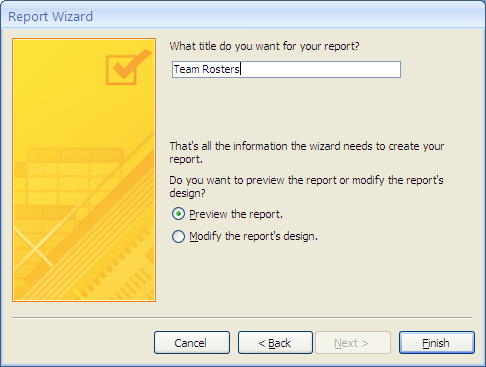 Report Wizard
What title do you want for your report?
Team Rosters
That's all the information the wizard needs to create your
report.
Do you want to preview the report or modify the report's
design?
Preview the report.
Modify the report's design.
Cancel
< Back
Next >
Finish